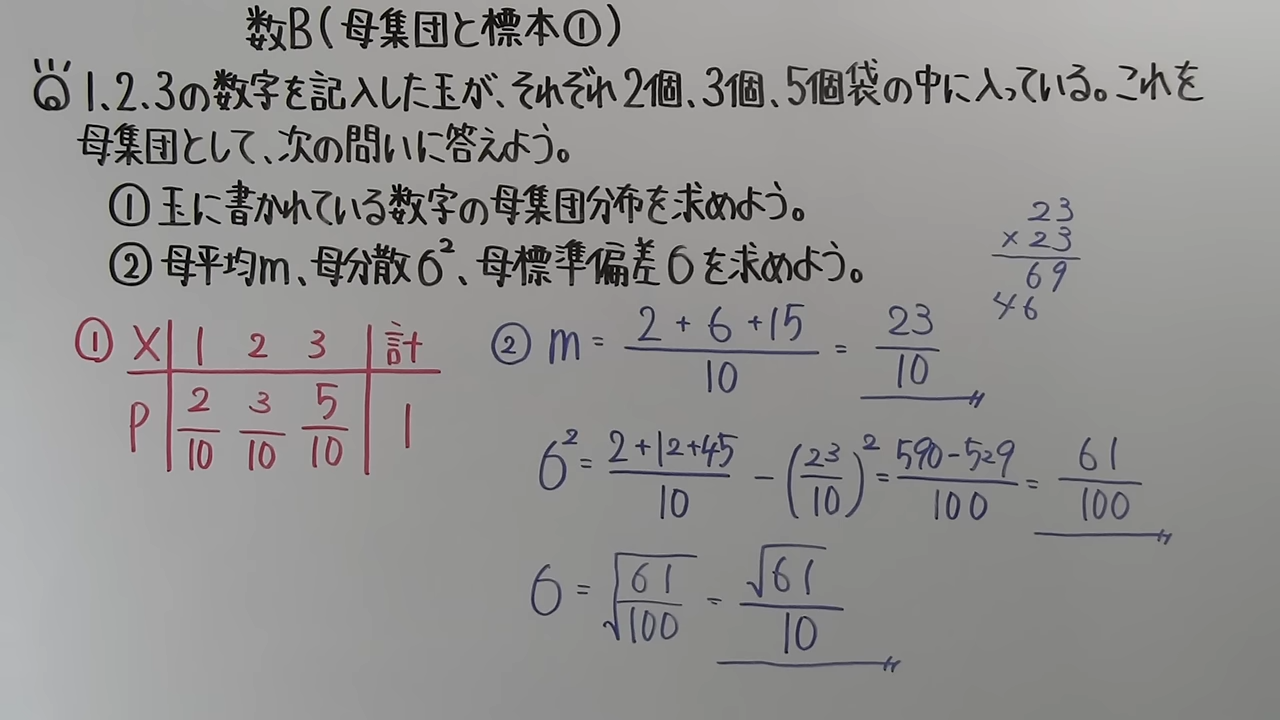 数B(母集団と標本①)
Q 1.2.3の数字を記入した玉が、それぞれ2個、3個、5個袋の中に入っている。これを
母集団として、次の問いに答えよう。
①玉に書かれている数字の母集団分布を求めよう。
②母平均m、母分散σ²、母標準偏差σを求めよう。
23
×23
69
46
① X 1 2 3 計
P 2/10 3/10 5/10 1
② m = (2+6+15)/10 = 23/10
σ² = (2+12+45)/10 - (23/10)² = (590-529)/100 = 61/100
σ = √(61/100) = √61/10